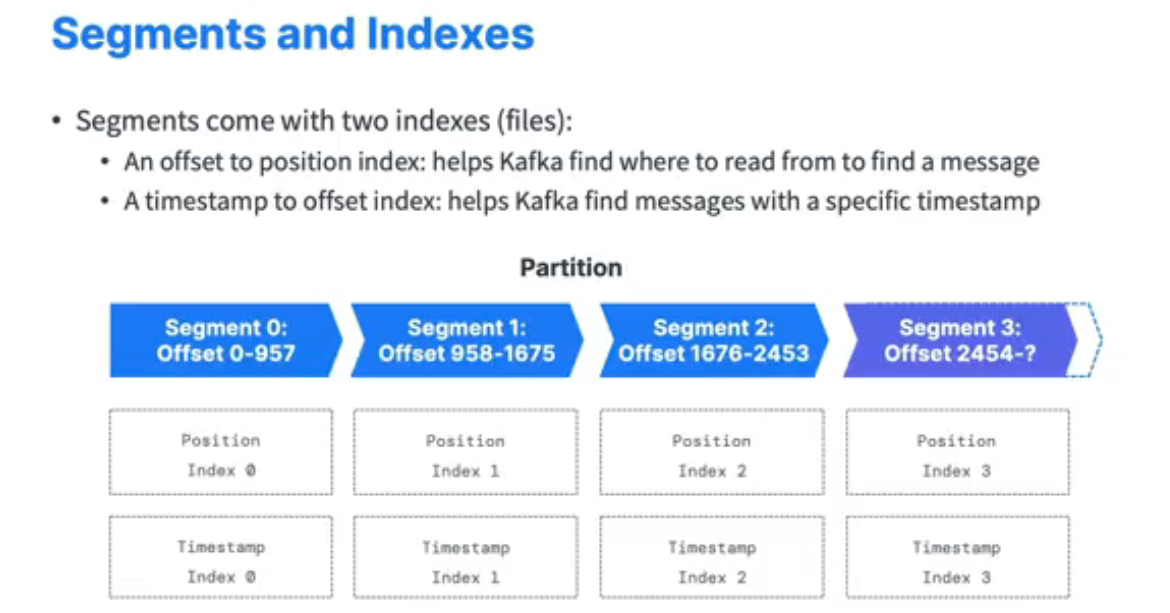 Segments and Indexes
• Segments come with two indexes (files):
• An offset to position index: helps Kafka find where to read from to find a message
• A timestamp to offset index: helps Kafka find messages with a specific timestamp
Partition
Segment 0:
Offset 0-957
Segment 1:
Offset 958-1675
Segment 2:
Offset 1676-2453
Segment 3:
Offset 2454-?
Position
Index 0
Position
Index 1
Position
Index 2
Position
Index 3
Timestamp
Index 0
Timestamp
Index 1
Timestamp
Index 2
Timestamp
Index 3